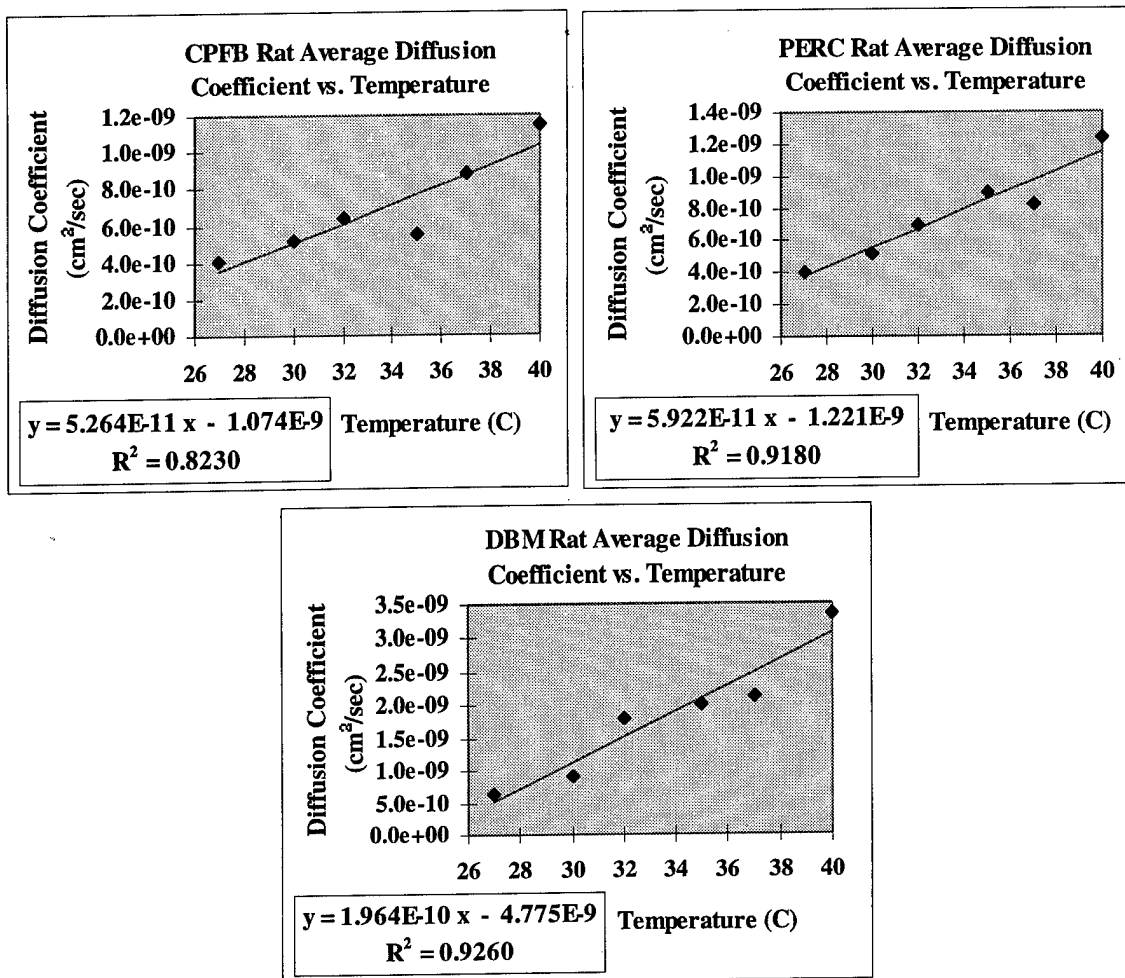 CPFB Rat Average Diffusion
Coefficient vs. Temperature
Diffusion Coefficient
(cm²/sec)
1.2e-09
1.0e-09
8.0e-10
6.0e-10
4.0e-10
2.0e-10
0.0e+00
26 28 30 32 34 36 38 40
Temperature (C)
y = 5.264E-11 x - 1.074E-9
R² = 0.8230
PERC Rat Average Diffusion
Coefficient vs. Temperature
Diffusion Coefficient
(cm²/sec)
1.4e-09
1.2e-09
1.0e-09
8.0e-10
6.0e-10
4.0e-10
2.0e-10
0.0e+00
26 28 30 32 34 36 38 40
Temperature (C)
y = 5.922E-11 x - 1.221E-9
R² = 0.9180
DBM Rat Average Diffusion
Coefficient vs. Temperature
Diffusion Coefficient
(cm²/sec)
3.5e-09
3.0e-09
2.5e-09
2.0e-09
1.5e-09
1.0e-09
5.0e-10
0.0e+00
26 28 30 32 34 36 38 40
Temperature (C)
y = 1.964E-10 x - 4.775E-9
R² = 0.9260